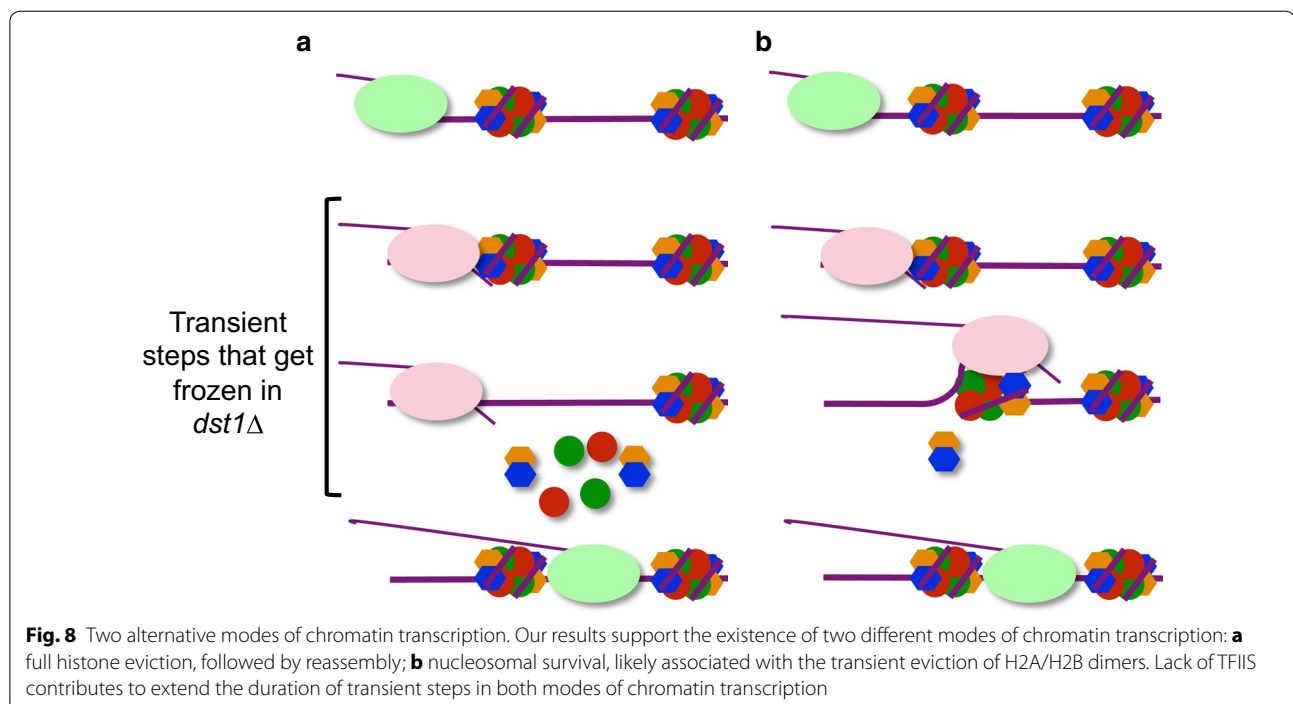 a
b
Transient
steps that get
frozen in
dst1Δ
Fig. 8 Two alternative modes of chromatin transcription. Our results support the existence of two different modes of chromatin transcription: a
full histone eviction, followed by reassembly; b nucleosomal survival, likely associated with the transient eviction of H2A/H2B dimers. Lack of TFIIS
contributes to extend the duration of transient steps in both modes of chromatin transcription